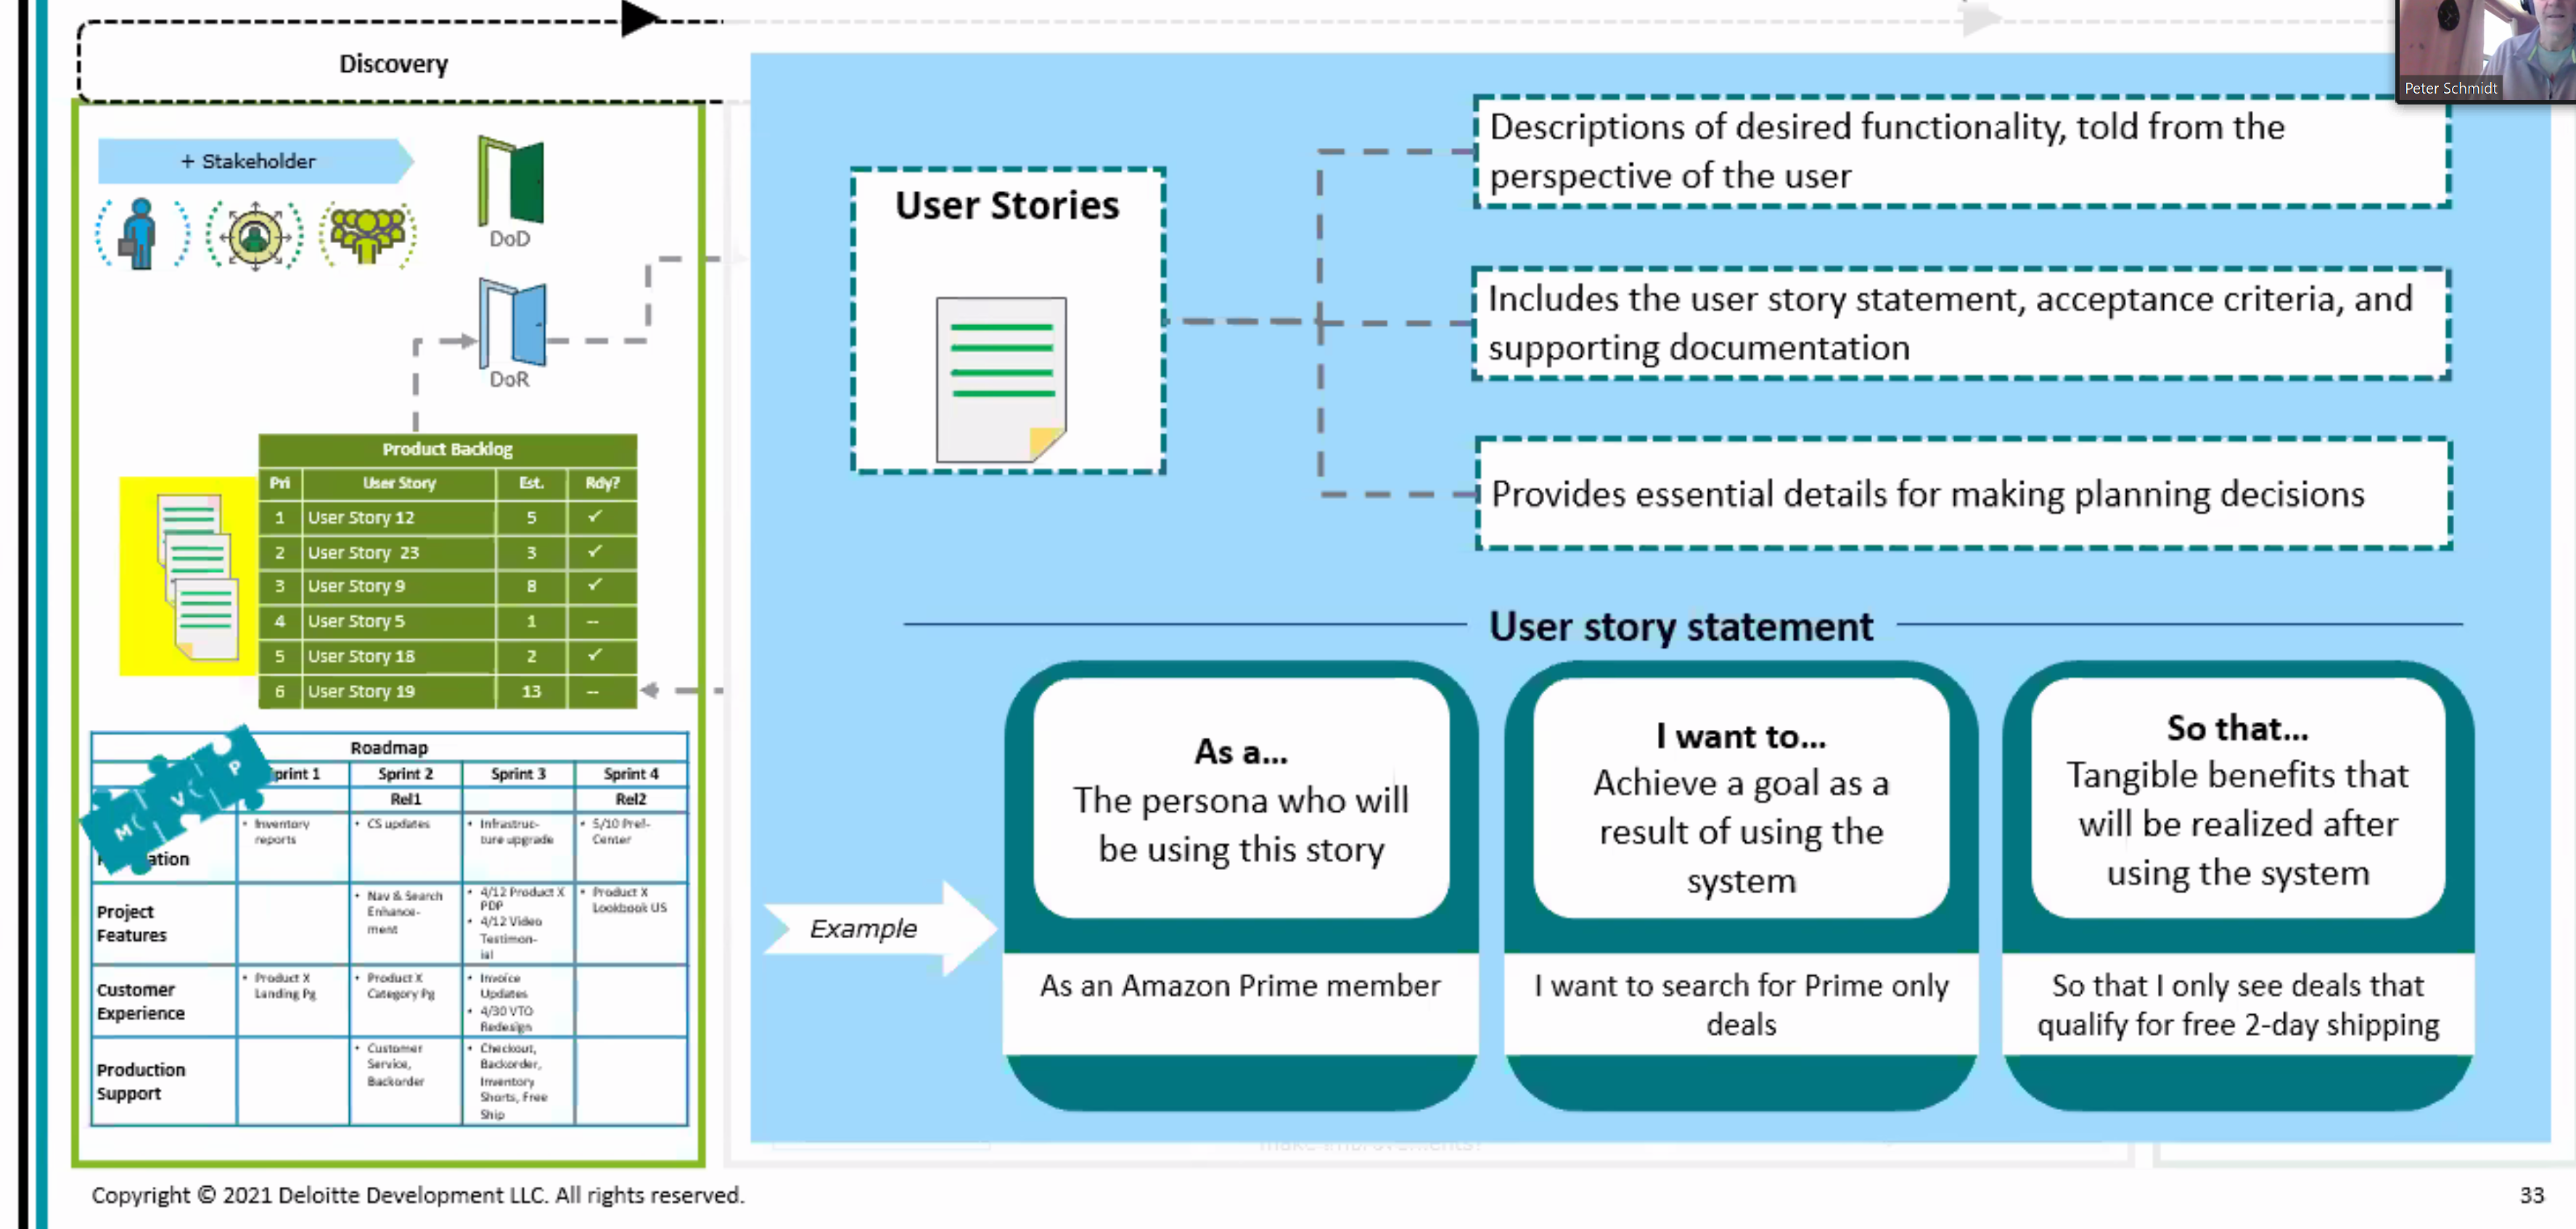 Discovery
+ Stakeholder
DoD
DoR
Product Backlog
Pri User Story Est. Rdy?
1 User Story 12 5 ✓
2 User Story 23 3 ✓
3 User Story 9 8 ✓
4 User Story 5 1 --
5 User Story 18 2 ✓
6 User Story 19 13 --
Roadmap
print 1 Sprint 2 Sprint 3 Sprint 4
Rel1 Rel2
M V P
ation
• Inventory
reports
• CS updates
• Infrastruc-
ture upgrade
• 5/10 Pref-
Center
Project
Features
• Nav & Search
Enhance-
ment
• 4/12 Product X
PDP
• 4/12 Video
Testimon-
ial
• Product X
Lookbook US
Customer
Experience
• Product X
Landing Pg
• Product X
Category Pg
• Invoice
Updates
• 4/30 VTO
Redesign
Production
Support
• Customer
Service,
Backorder
• Checkout,
Backorder,
Inventory
Shorts, Free
Ship
User Stories
Descriptions of desired functionality, told from the
perspective of the user
Includes the user story statement, acceptance criteria, and
supporting documentation
Provides essential details for making planning decisions
User story statement
As a...
The persona who will
be using this story
I want to...
Achieve a goal as a
result of using the
system
So that...
Tangible benefits that
will be realized after
using the system
Example
As an Amazon Prime member
I want to search for Prime only
deals
So that I only see deals that
qualify for free 2-day shipping
Peter Schmidt
Copyright © 2021 Deloitte Development LLC. All rights reserved.
33